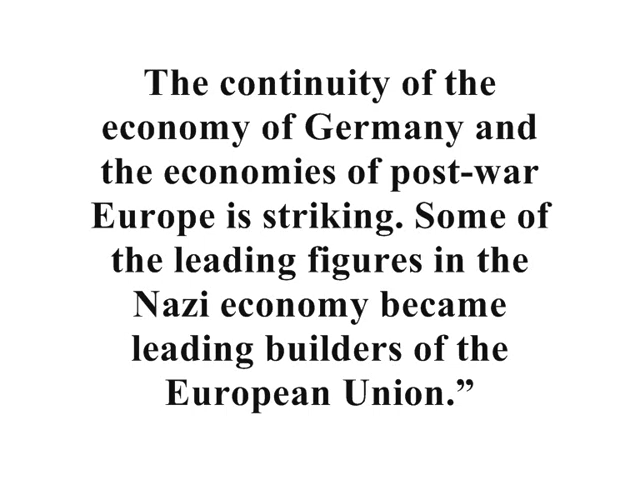 The continuity of the
economy of Germany and
the economies of post-war
Europe is striking. Some of
the leading figures in the
Nazi economy became
leading builders of the
European Union.”